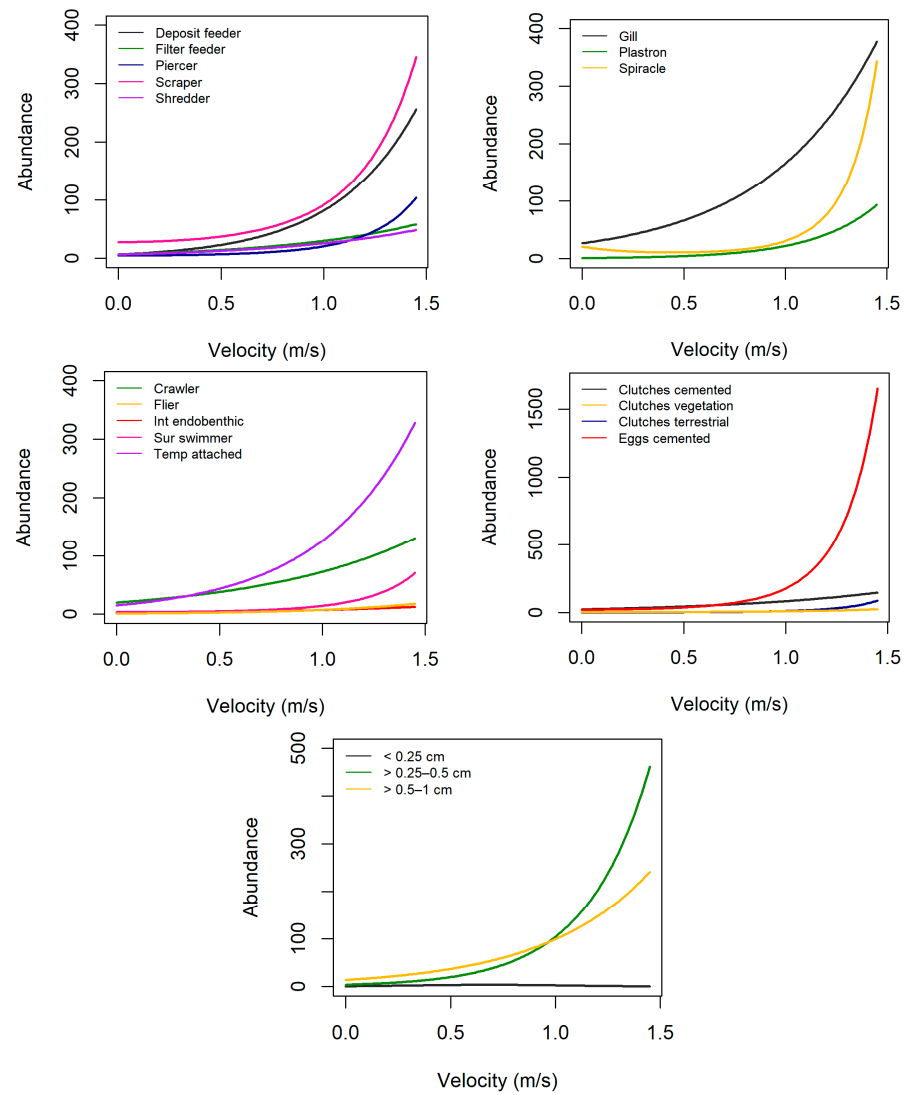 Deposit feeder
Filter feeder
Piercer
Scraper
Shredder
Abundance
0 100 200 300 400
0.0 0.5 1.0 1.5
Velocity (m/s)
Gill
Plastron
Spiracle
Abundance
0 100 200 300 400
0.0 0.5 1.0 1.5
Velocity (m/s)
Crawler
Flier
Int endobenthic
Sur swimmer
Temp attached
Abundance
0 100 200 300 400
0.0 0.5 1.0 1.5
Velocity (m/s)
Clutches cemented
Clutches vegetation
Clutches terrestrial
Eggs cemented
Abundance
0 500 1000 1500
0.0 0.5 1.0 1.5
Velocity (m/s)
< 0.25 cm
> 0.25–0.5 cm
> 0.5–1 cm
Abundance
0 100 300 500
0.0 0.5 1.0 1.5
Velocity (m/s)